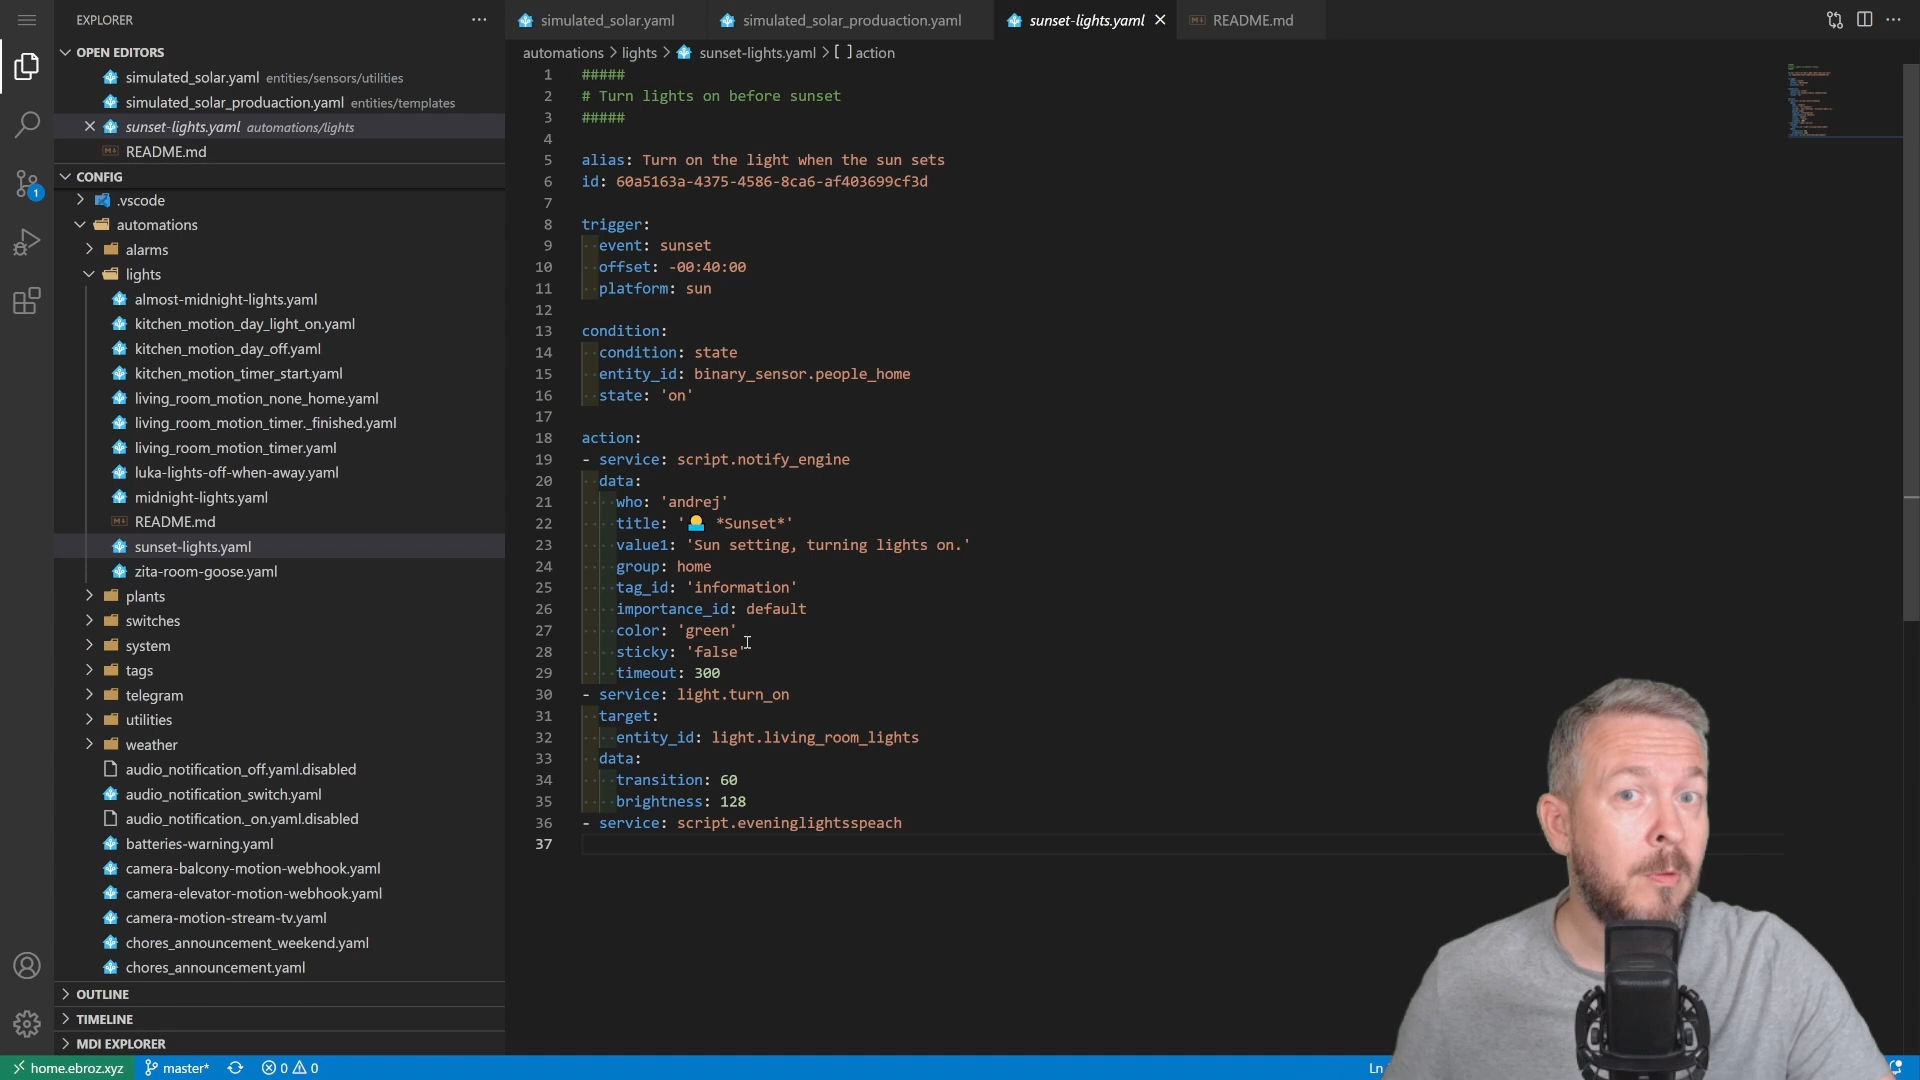 EXPLORER
OPEN EDITORS
simulated_solar.yaml entities/sensors/utilities
simulated_solar_produaction.yaml entities/templates
sunset-lights.yaml automations/lights
README.md
CONFIG
.vscode
automations
alarms
lights
almost-midnight-lights.yaml
kitchen_motion_day_light_on.yaml
kitchen_motion_day_off.yaml
kitchen_motion_timer_start.yaml
living_room_motion_none_home.yaml
living_room_motion_timer._finished.yaml
living_room_motion_timer.yaml
luka-lights-off-when-away.yaml
midnight-lights.yaml
README.md
sunset-lights.yaml
zita-room-goose.yaml
plants
switches
system
tags
telegram
utilities
weather
audio_notification_off.yaml.disabled
audio_notification_switch.yaml
audio_notification._on.yaml.disabled
batteries-warning.yaml
camera-balcony-motion-webhook.yaml
camera-elevator-motion-webhook.yaml
camera-motion-stream-tv.yaml
chores_announcement_weekend.yaml
chores_announcement.yaml
OUTLINE
TIMELINE
MDI EXPLORER
1
simulated_solar.yaml simulated_solar_produaction.yaml sunset-lights.yaml README.md
automations > lights > sunset-lights.yaml > [ ] action
1 #####
2 # Turn lights on before sunset
3 #####
4
5 alias: Turn on the light when the sun sets
6 id: 60a5163a-4375-4586-8ca6-af403699cf3d
7
8 trigger:
9 event: sunset
10 offset: -00:40:00
11 platform: sun
12
13 condition:
14 condition: state
15 entity_id: binary_sensor.people_home
16 state: 'on'
17
18 action:
19 - service: script.notify_engine
20 data:
21 who: 'andrej'
22 title: ' *Sunset*'
23 value1: 'Sun setting, turning lights on.'
24 group: home
25 tag_id: 'information'
26 importance_id: default
27 color: 'green'
28 sticky: 'false'
29 timeout: 300
30 - service: light.turn_on
31 target:
32 entity_id: light.living_room_lights
33 data:
34 transition: 60
35 brightness: 128
36 - service: script.eveninglightsspeach
37
home.ebroz.xyz master* 0 0 Ln